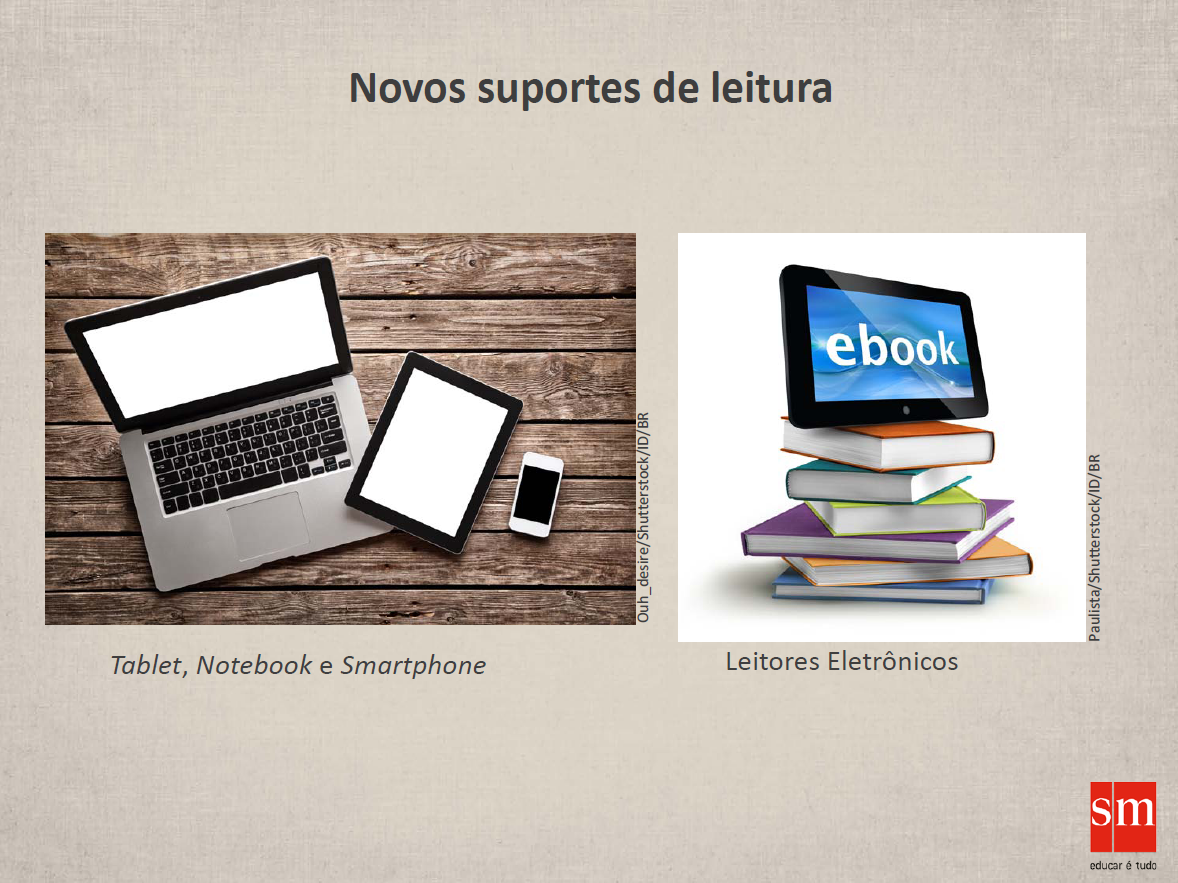 Novos suportes de leitura
ebook
Ouh_desire/Shutterstock/ID/BR
Paulista/Shutterstock/ID/BR
Tablet, Notebook e Smartphone
Leitores Eletrônicos
sm
educar é tudo